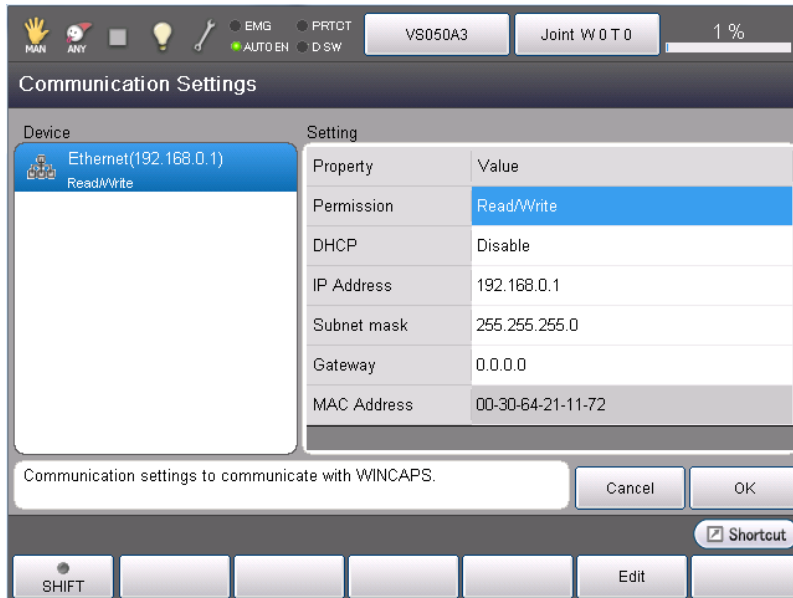 MAN
ANY
EMG
AUTO EN
PRTCT
D SW
VS050A3
Joint W 0 T 0
1 %
Communication Settings
Device
Setting
Ethernet(192.168.0.1)
Read/Write
Property Value
Permission Read/Write
DHCP Disable
IP Address 192.168.0.1
Subnet mask 255.255.255.0
Gateway 0.0.0.0
MAC Address 00-30-64-21-11-72
Communication settings to communicate with WINCAPS.
Cancel
OK
Shortcut
SHIFT
Edit